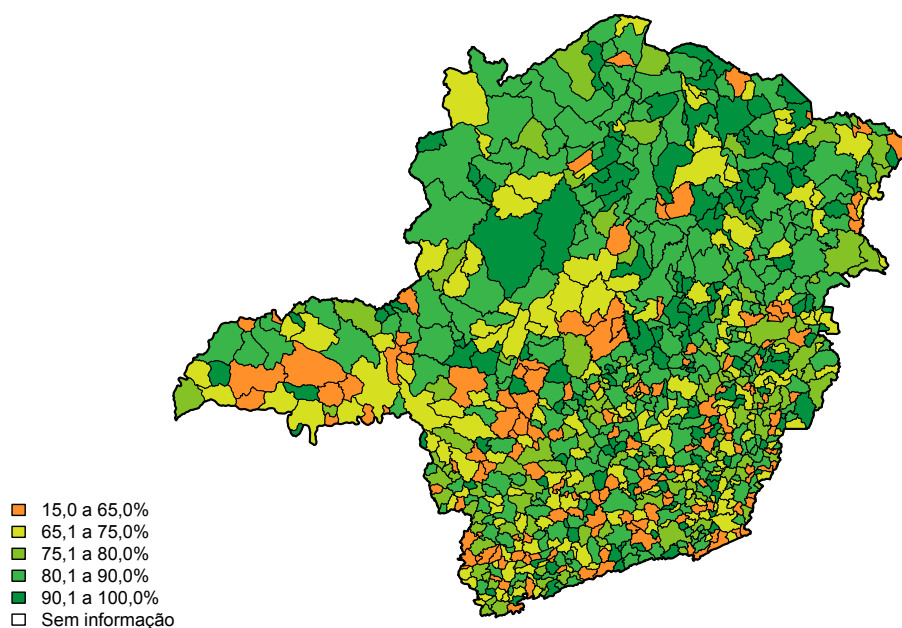 15,0 a 65,0%
65,1 a 75,0%
75,1 a 80,0%
80,1 a 90,0%
90,1 a 100,0%
Sem informação